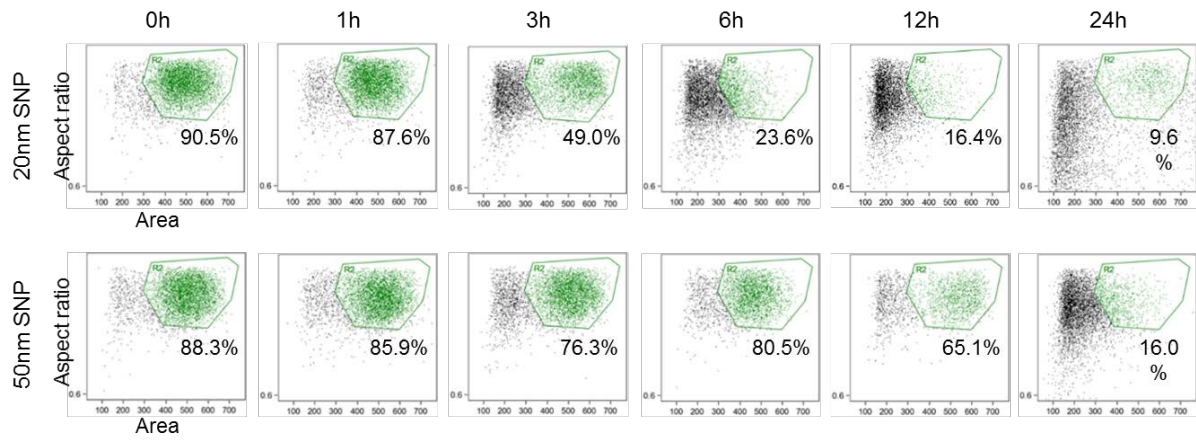 0h 1h 3h 6h 12h 24h
20nm SNP
Aspect ratio
R2 R2 R2 R2 R2 R2
90.5% 87.6% 49.0% 23.6% 16.4% 9.6
%
0.6 0.6 0.6 0.6 0.6 0.6
100 200 300 400 500 600 700 100 200 300 400 500 600 700 100 200 300 400 500 600 700 100 200 300 400 500 600 700 100 200 300 400 500 600 700 100 200 300 400 500 600 700
Area
50nm SNP
Aspect ratio
R2 R2 R2 R2 R2 R2
88.3% 85.9% 76.3% 80.5% 65.1% 16.0
%
0.6 0.6 0.6 0.6 0.6 0.6
100 200 300 400 500 600 700 100 200 300 400 500 600 700 100 200 300 400 500 600 700 100 200 300 400 500 600 700 100 200 300 400 500 600 700 100 200 300 400 500 600 700
Area